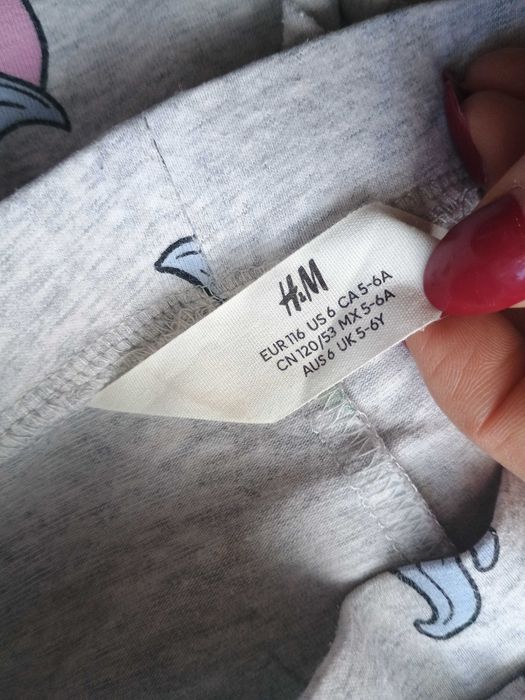 H&M
EUR 116 US 6 CA 5-6A
CN 120/53 MX 5-6A
AUS 6 UK 5-6Y